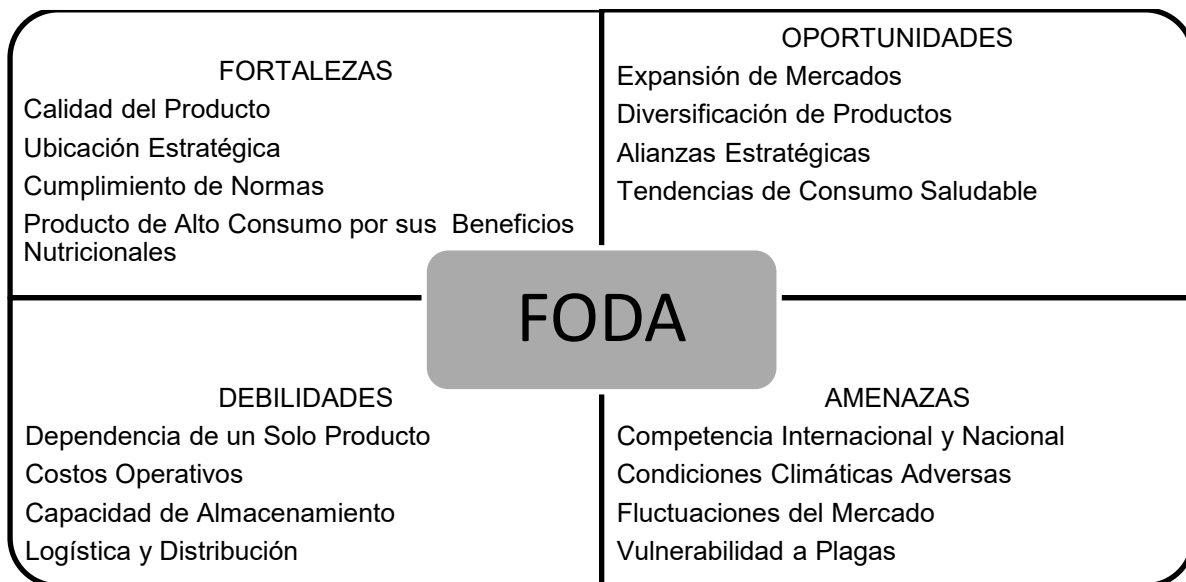 FORTALEZAS
Calidad del Producto
Ubicación Estratégica
Cumplimiento de Normas
Producto de Alto Consumo por sus Beneficios
Nutricionales
OPORTUNIDADES
Expansión de Mercados
Diversificación de Productos
Alianzas Estratégicas
Tendencias de Consumo Saludable
FODA
DEBILIDADES
Dependencia de un Solo Producto
Costos Operativos
Capacidad de Almacenamiento
Logística y Distribución
AMENAZAS
Competencia Internacional y Nacional
Condiciones Climáticas Adversas
Fluctuaciones del Mercado
Vulnerabilidad a Plagas